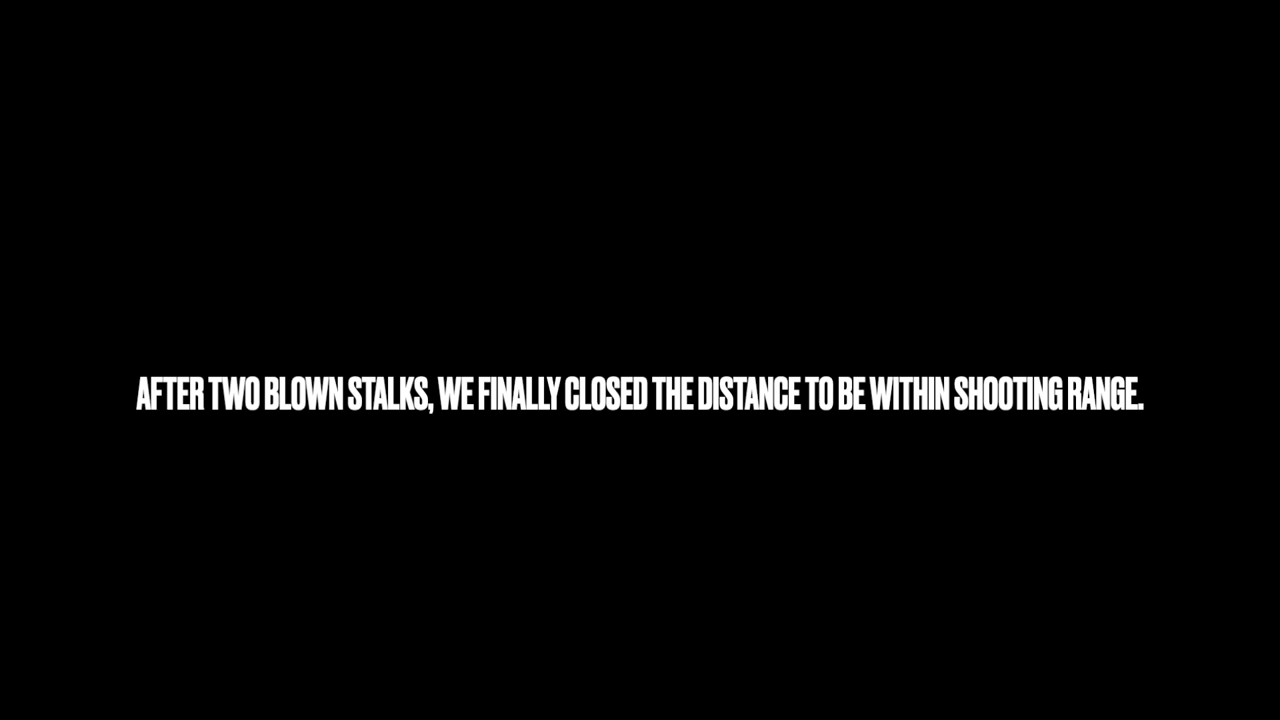 AFTER TWO BLOWN STALKS, WE FINALLY CLOSED THE DISTANCE TO BE WITHIN SHOOTING RANGE.